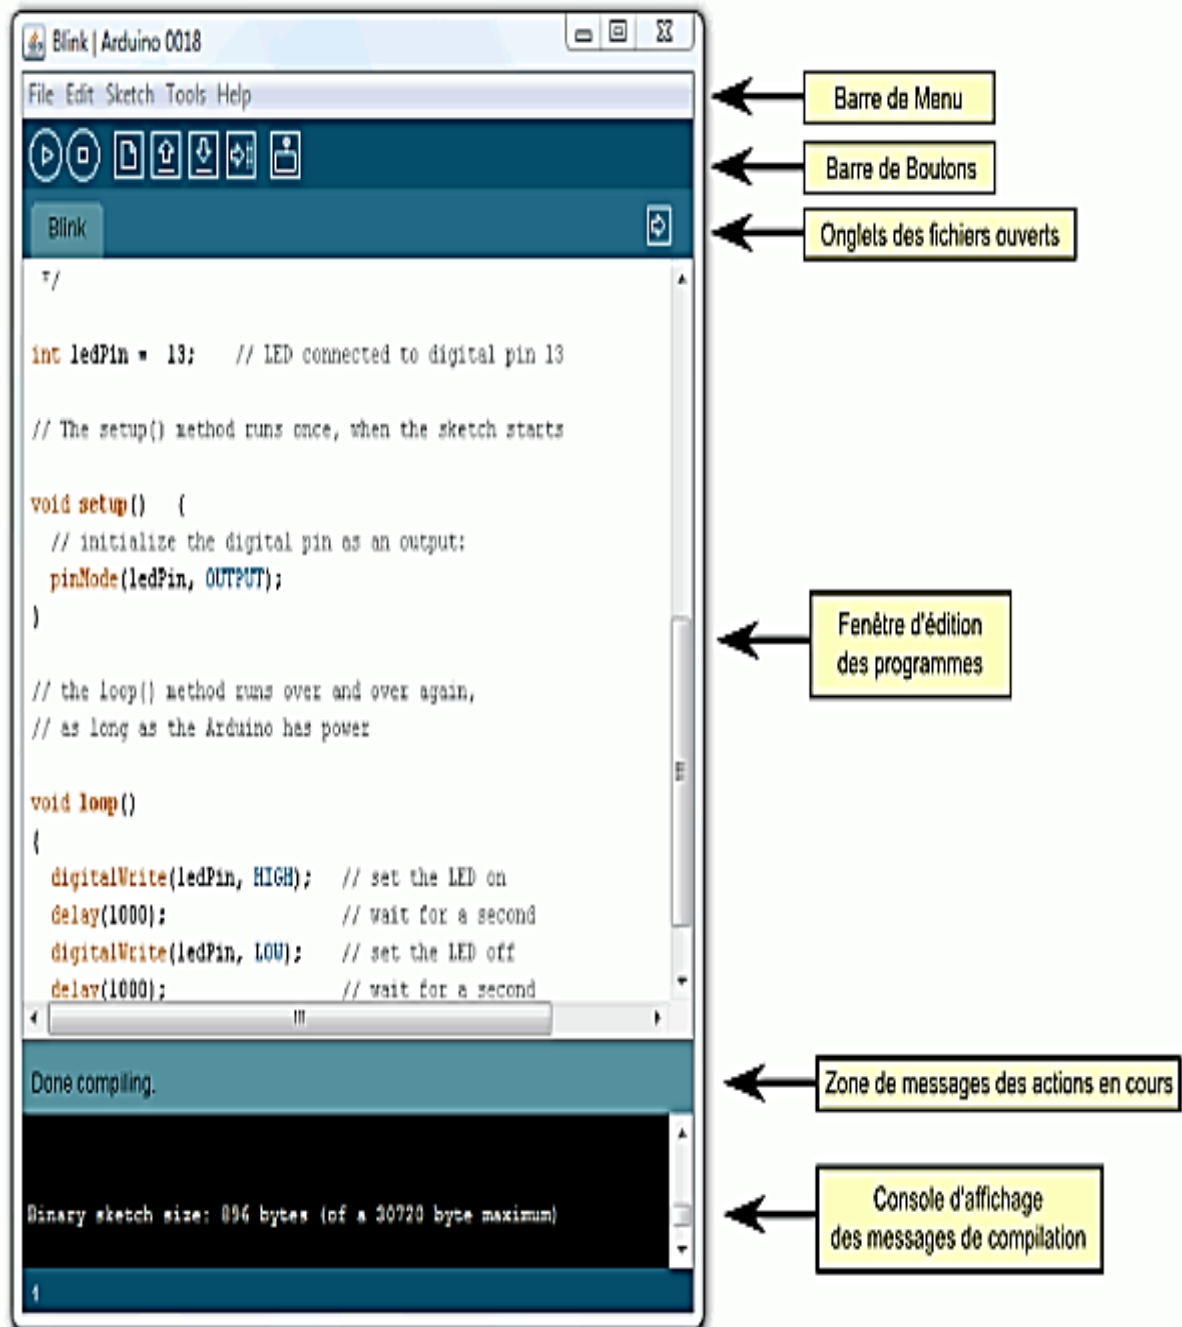 Blink | Arduino 0018
File Edit Sketch Tools Help
Barre de Menu
Barre de Boutons
Blink
Onglets des fichiers ouverts
*/
int ledPin = 13; // LED connected to digital pin 13
// The setup() method runs once, when the sketch starts
void setup() {
// initialize the digital pin as an output:
pinMode(ledPin, OUTPUT);
}
Fenêtre d'édition
des programmes
// the loop() method runs over and over again,
// as long as the Arduino has power
void loop()
{
digitalWrite(ledPin, HIGH); // set the LED on
delay(1000); // wait for a second
digitalWrite(ledPin, LOW); // set the LED off
delay(1000); // wait for a second
Done compiling.
Zone de messages des actions en cours
Binary sketch size: 896 bytes (of a 30720 byte maximum)
Console d'affichage
des messages de compilation
1